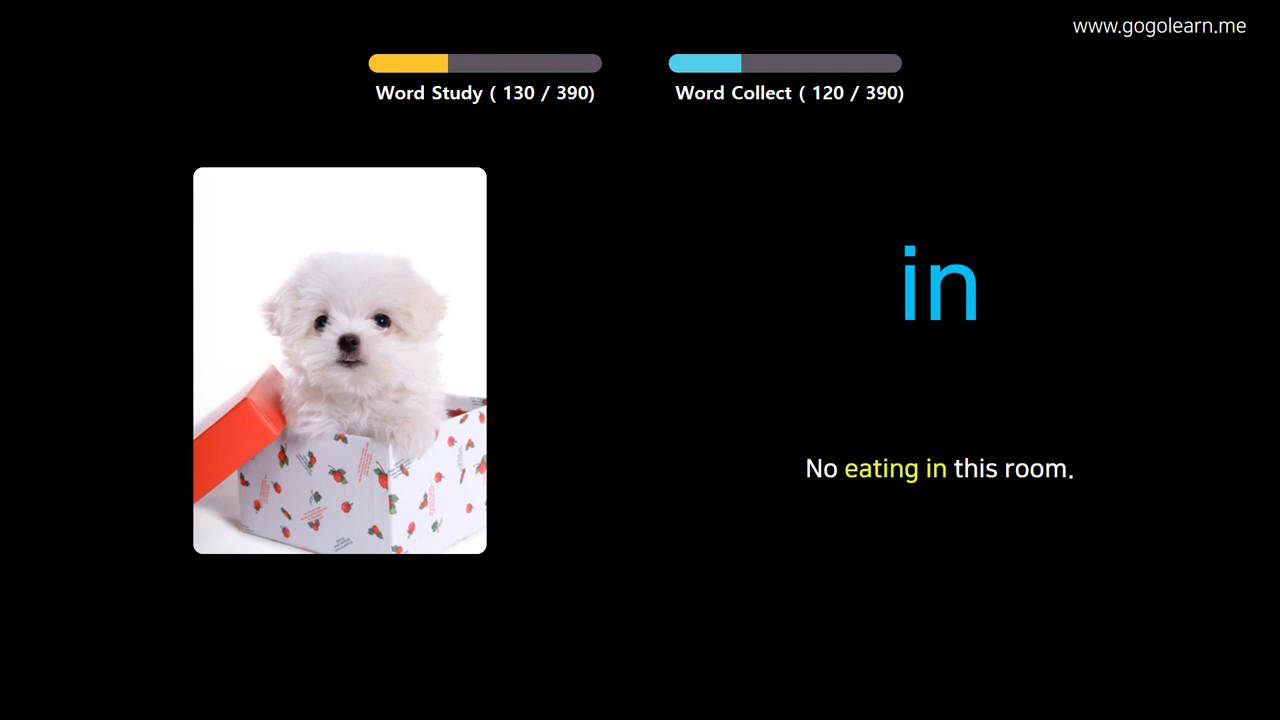 www.gogolearn.me
Word Study ( 130 / 390)
Word Collect ( 120 / 390)
in
No eating in this room.